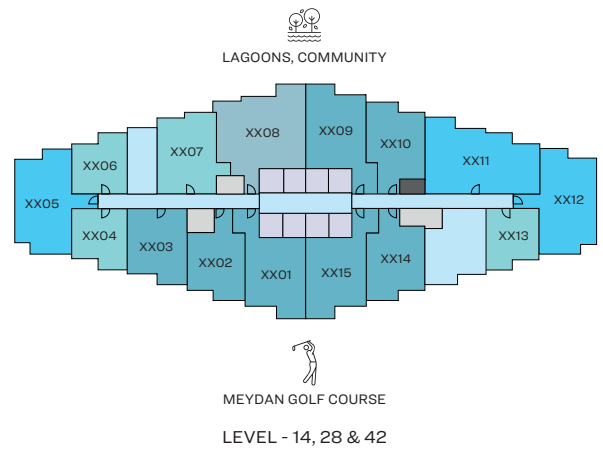 LAGOONS, COMMUNITY
XX08
XX09
XX10
XX07
XX11
XX06
XX05
XX12
XX04
XX03
XX13
XX02
XX14
XX01
XX15
MEYDAN GOLF COURSE
LEVEL - 14, 28 & 42